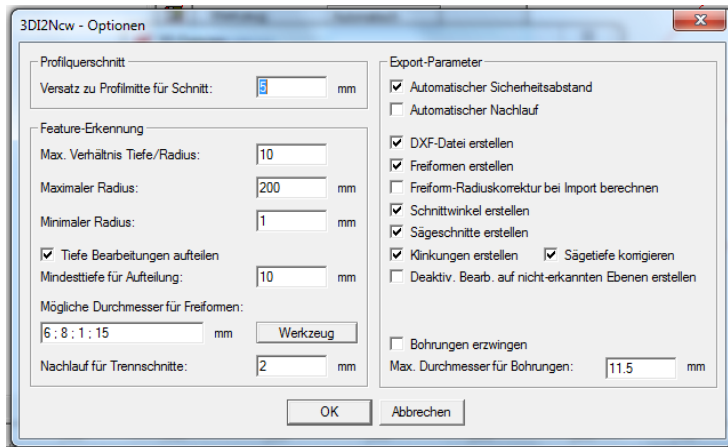 3DI2Ncw - Optionen
Profilquerschnitt
Versatz zu Profilmitte für Schnitt: 5 mm
Feature-Erkennung
Max. Verhältnis Tiefe/Radius: 10
Maximaler Radius: 200 mm
Minimaler Radius: 1 mm
Tiefe Bearbeitungen aufteilen
Mindesttiefe für Aufteilung: 10 mm
Mögliche Durchmesser für Freiformen:
6 ; 8 ; 1 ; 15 mm Werkzeug
Nachlauf für Trennschnitte: 2 mm
Export-Parameter
Automatischer Sicherheitsabstand
Automatischer Nachlauf
DXF-Datei erstellen
Freiformen erstellen
Freiform-Radiuskorrektur bei Import berechnen
Schnittwinkel erstellen
Sägeschnitte erstellen
Klinkungen erstellen Sägetiefe korrigieren
Deaktiv. Bearb. auf nicht-erkannten Ebenen erstellen
Bohrungen erzwingen
Max. Durchmesser für Bohrungen: 11.5 mm
OK Abbrechen